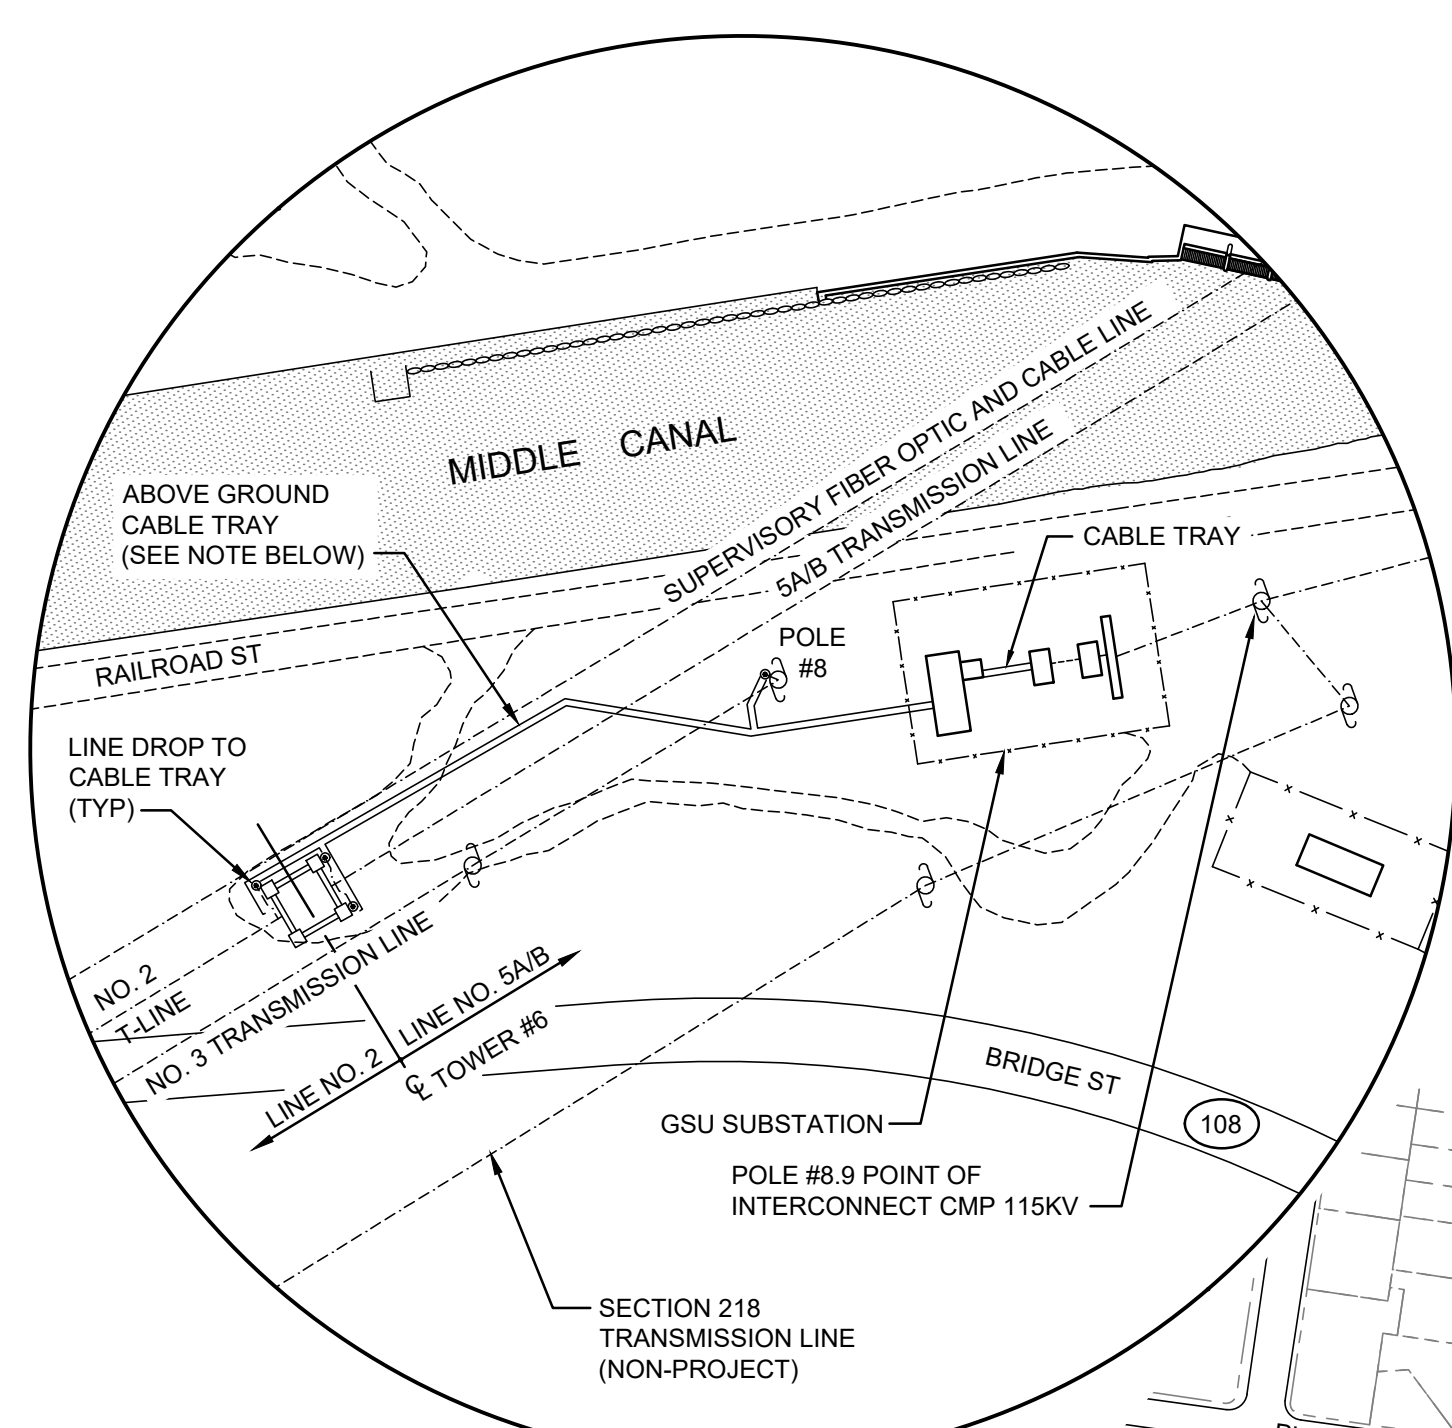 MIDDLE CANAL
SUPERVISORY FIBER OPTIC AND CABLE LINE
5A/B TRANSMISSION LINE
ABOVE GROUND
CABLE TRAY
(SEE NOTE BELOW)
CABLE TRAY
RAILROAD ST
POLE
#8
LINE DROP TO
CABLE TRAY
(TYP)
NO. 2
T-LINE
NO. 3 TRANSMISSION LINE
LINE NO. 5A/B
LINE NO. 2
℄ TOWER #6
BRIDGE ST
108
GSU SUBSTATION
POLE #8.9 POINT OF
INTERCONNECT CMP 115KV
SECTION 218
TRANSMISSION LINE
(NON-PROJECT)